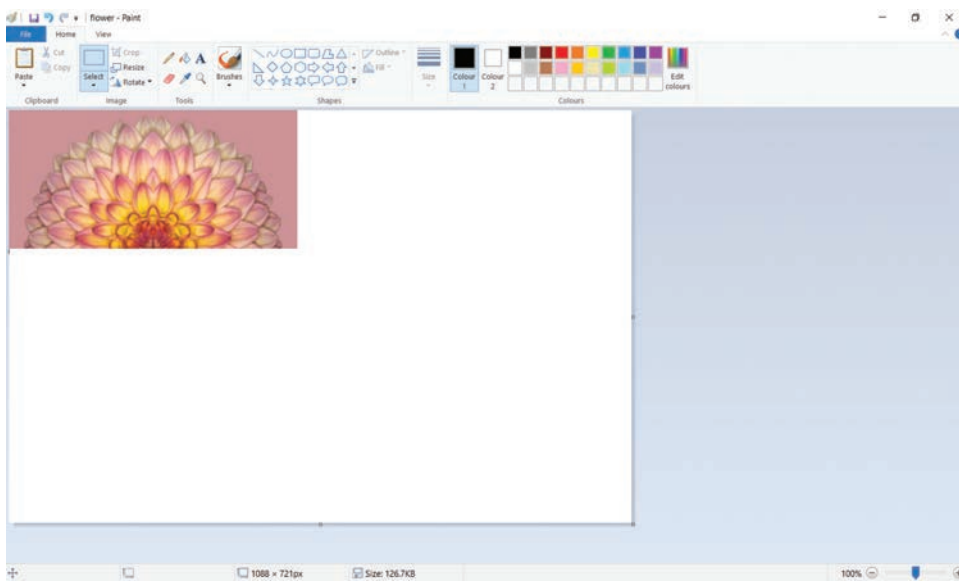 flower - Paint
File Home View
Paste
Cut
Copy
Clipboard
Select
Crop
Resize
Rotate
Image
A
Tools
Brushes
Outline
Fill
Shapes
Size
Colour 1
Colour 2
Edit colours
Colours
1088 × 721px
Size: 126.7KB
100%